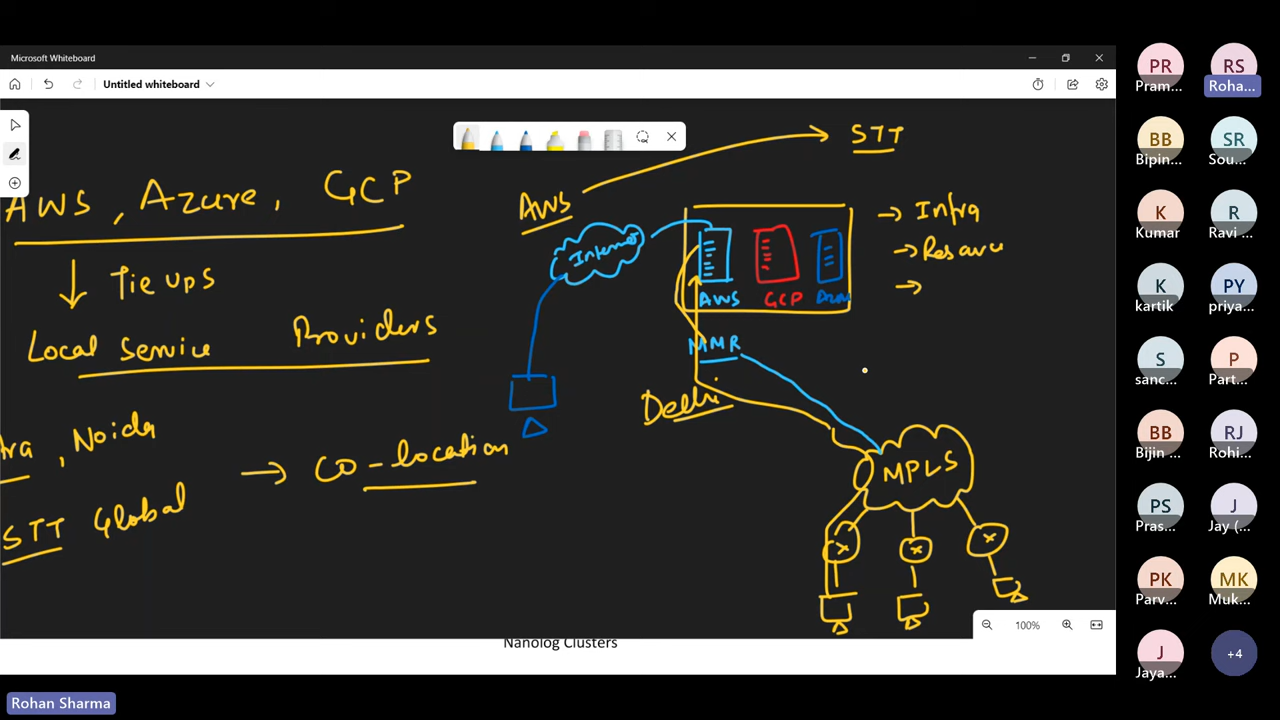 Microsoft Whiteboard
Untitled whiteboard
AWS, Azure, GCP
Tie ups
Local Service Providers
tra, Noida
STT Global
→ CO-location
AWS → STT
Internet
AWS GCP
→ Infra
→
→
MMR
Delhi
MPLS
100%
Nanolog Clusters
Rohan Sharma
PR
Pram...
RS
Roha...
BB
Bipin ...
SR
Sou...
K
Kumar
R
Ravi ...
K
kartik
PY
priya...
S
sanc...
P
Part...
BB
Bijin ...
RJ
Rohi...
PS
Pras...
J
Jay (...
PK
Parv...
MK
Muk...
J
Jaya...
+4